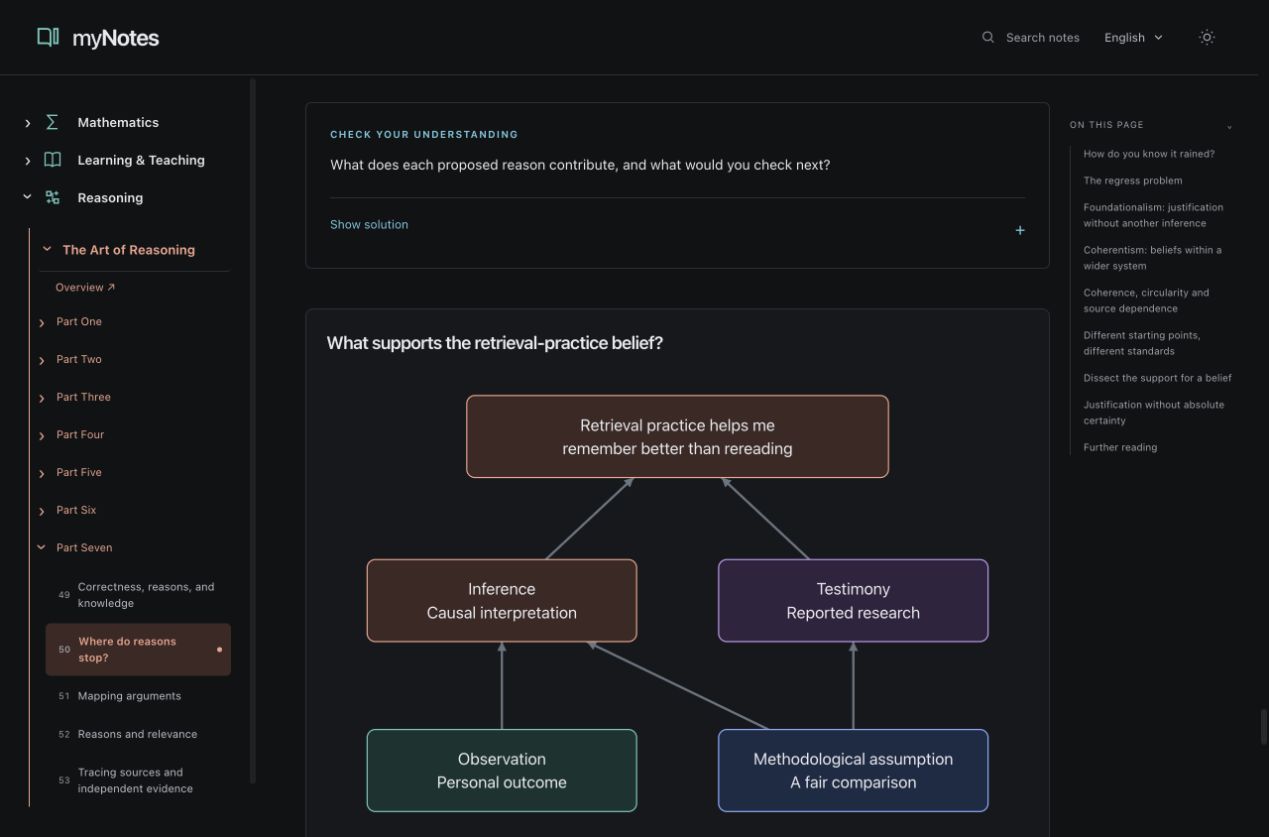 myNotes
Search notes
English
Mathematics
Learning & Teaching
Reasoning
The Art of Reasoning
Overview ↗
Part One
Part Two
Part Three
Part Four
Part Five
Part Six
Part Seven
49 Correctness, reasons, and
knowledge
50 Where do reasons
stop?
51 Mapping arguments
52 Reasons and relevance
53 Tracing sources and
independent evidence
CHECK YOUR UNDERSTANDING
What does each proposed reason contribute, and what would you check next?
Show solution
+
What supports the retrieval-practice belief?
Retrieval practice helps me
remember better than rereading
Inference
Causal interpretation
Testimony
Reported research
Observation
Personal outcome
Methodological assumption
A fair comparison
ON THIS PAGE
How do you know it rained?
The regress problem
Foundationalism: justification
without another inference
Coherentism: beliefs within a
wider system
Coherence, circularity and
source dependence
Different starting points,
different standards
Dissect the support for a belief
Justification without absolute
certainty
Further reading